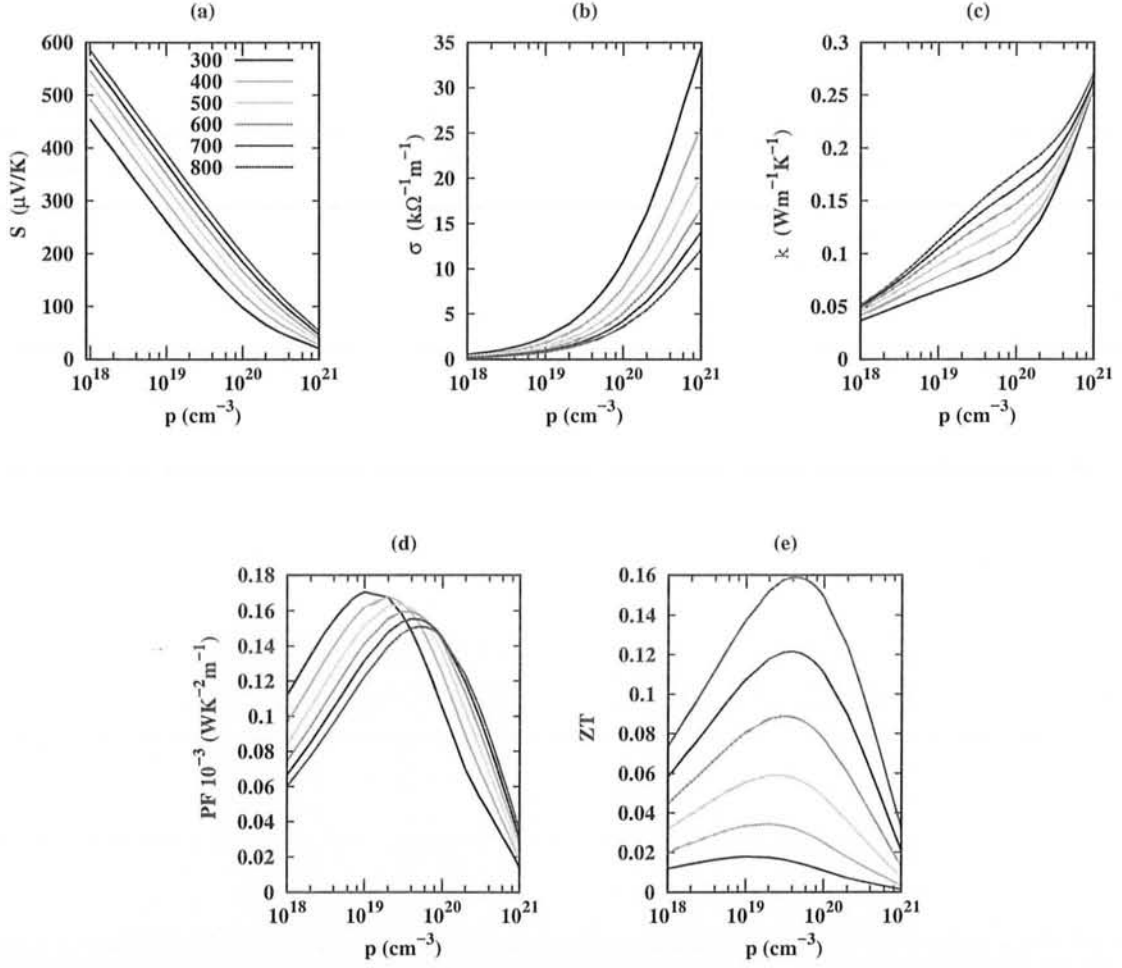 (a)
600
500
400
300
200
100
0
S (μV/K)
300
400
500
600
700
800
10^18 10^19 10^20 10^21
p (cm^−3)
(b)
35
30
25
20
15
10
5
0
σ (kΩ^−1m^−1)
10^18 10^19 10^20 10^21
p (cm^−3)
(c)
0.3
0.25
0.2
0.15
0.1
0.05
0
k (Wm^−1K^−1)
10^18 10^19 10^20 10^21
p (cm^−3)
(d)
0.18
0.16
0.14
0.12
0.1
0.08
0.06
0.04
0.02
0
PF 10^−3 (WK^−2m^−1)
10^18 10^19 10^20 10^21
p (cm^−3)
(e)
0.16
0.14
0.12
0.1
0.08
0.06
0.04
0.02
0
ZT
10^18 10^19 10^20 10^21
p (cm^−3)